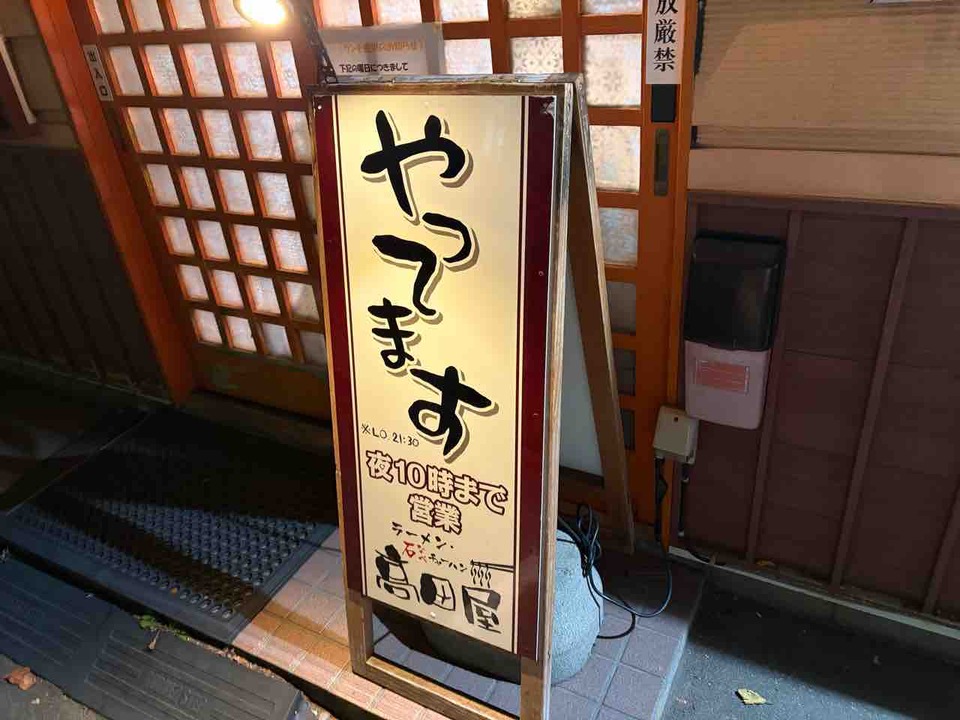 出入口
下記の曜日につきまして
放厳禁
やってます
※L.O. 21:30
夜10時まで
営業
ラーメン・
石ナベチャーハン
高田屋